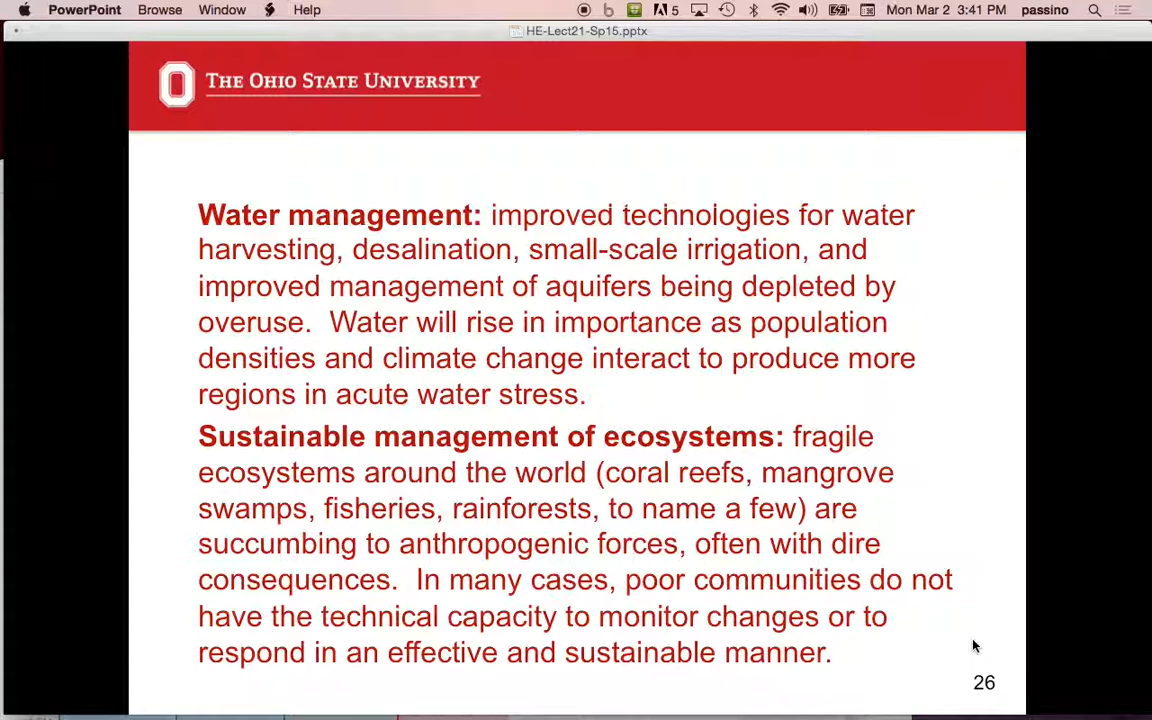 PowerPoint Browse Window Help 5 Mon Mar 2 3:41 PM passino
HE-Lect21-Sp15.pptx
THE OHIO STATE UNIVERSITY
Water management: improved technologies for water
harvesting, desalination, small-scale irrigation, and
improved management of aquifers being depleted by
overuse. Water will rise in importance as population
densities and climate change interact to produce more
regions in acute water stress.
Sustainable management of ecosystems: fragile
ecosystems around the world (coral reefs, mangrove
swamps, fisheries, rainforests, to name a few) are
succumbing to anthropogenic forces, often with dire
consequences. In many cases, poor communities do not
have the technical capacity to monitor changes or to
respond in an effective and sustainable manner.
26